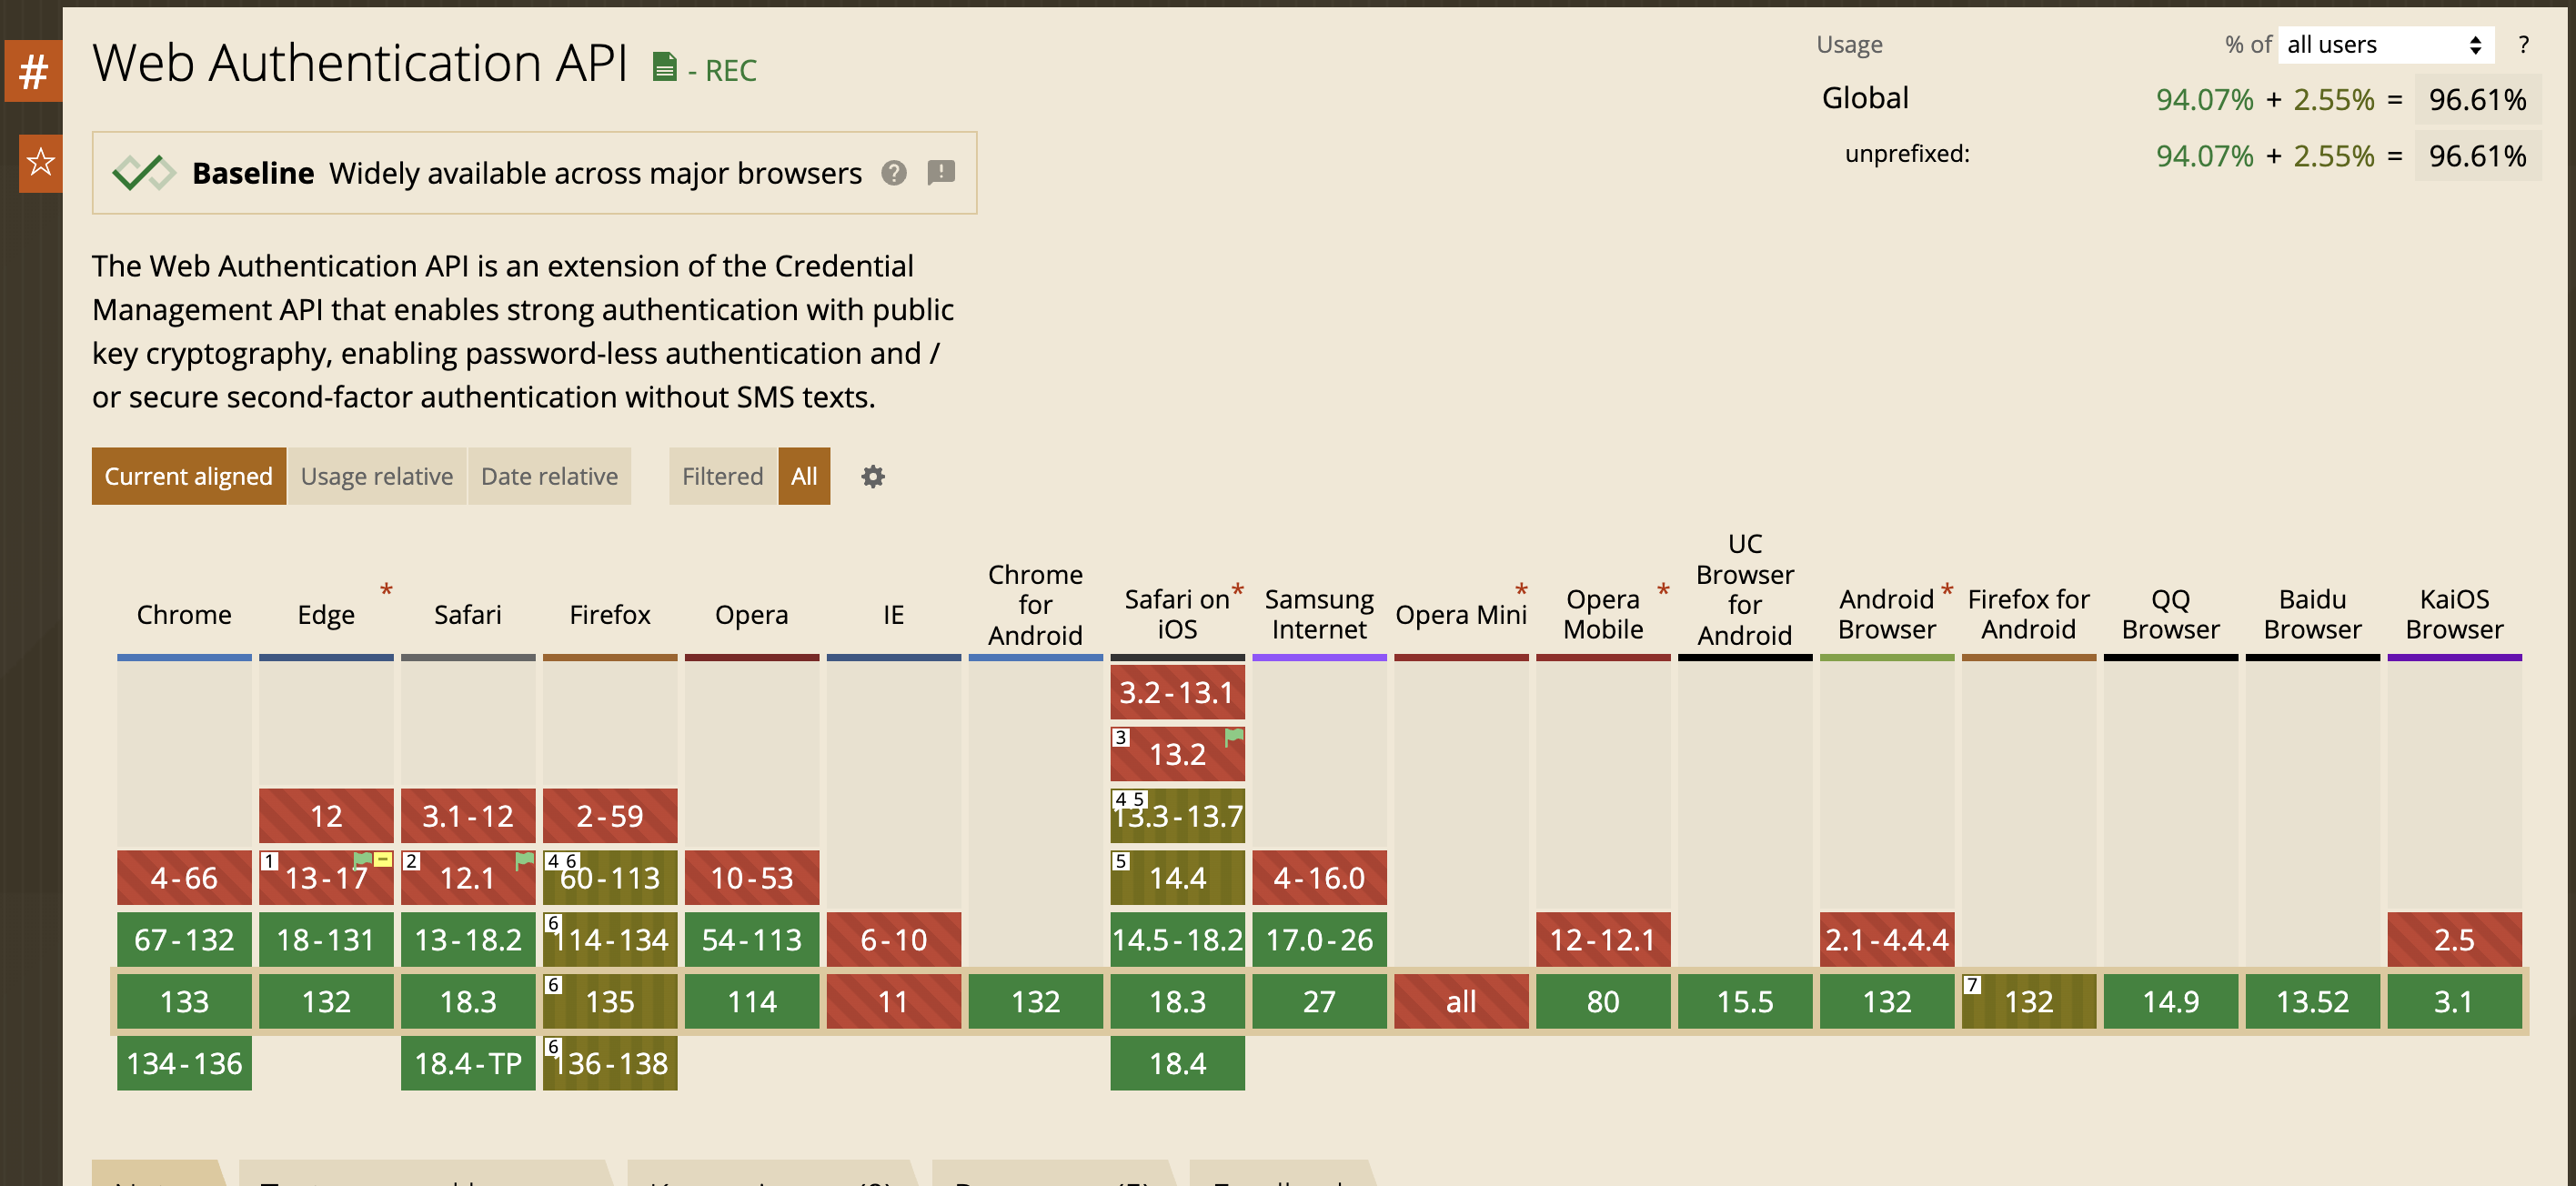 #
Web Authentication API - REC
Usage % of all users ?
Global 94.07% + 2.55% = 96.61%
unprefixed: 94.07% + 2.55% = 96.61%
Baseline Widely available across major browsers ? !
The Web Authentication API is an extension of the Credential
Management API that enables strong authentication with public
key cryptography, enabling password-less authentication and /
or secure second-factor authentication without SMS texts.
Current aligned Usage relative Date relative Filtered All
Chrome
Edge *
Safari
Firefox
Opera
IE
Chrome
for
Android
Safari on *
iOS
Samsung
Internet
Opera Mini *
Opera *
Mobile
UC
Browser
for
Android
Android *
Browser
Firefox for
Android
QQ
Browser
Baidu
Browser
KaiOS
Browser
3.2-13.1
3 13.2
12 3.1-12 2-59 4 5 13.3-13.7
4-66 1 13-17 2 12.1 4 6 60-113 10-53 5 14.4 4-16.0
67-132 18-131 13-18.2 6 114-134 54-113 6-10 14.5-18.2 17.0-26 12-12.1 2.1-4.4.4 2.5
133 132 18.3 6 135 114 11 132 18.3 27 all 80 15.5 132 7 132 14.9 13.52 3.1
134-136 18.4-TP 6 136-138 18.4